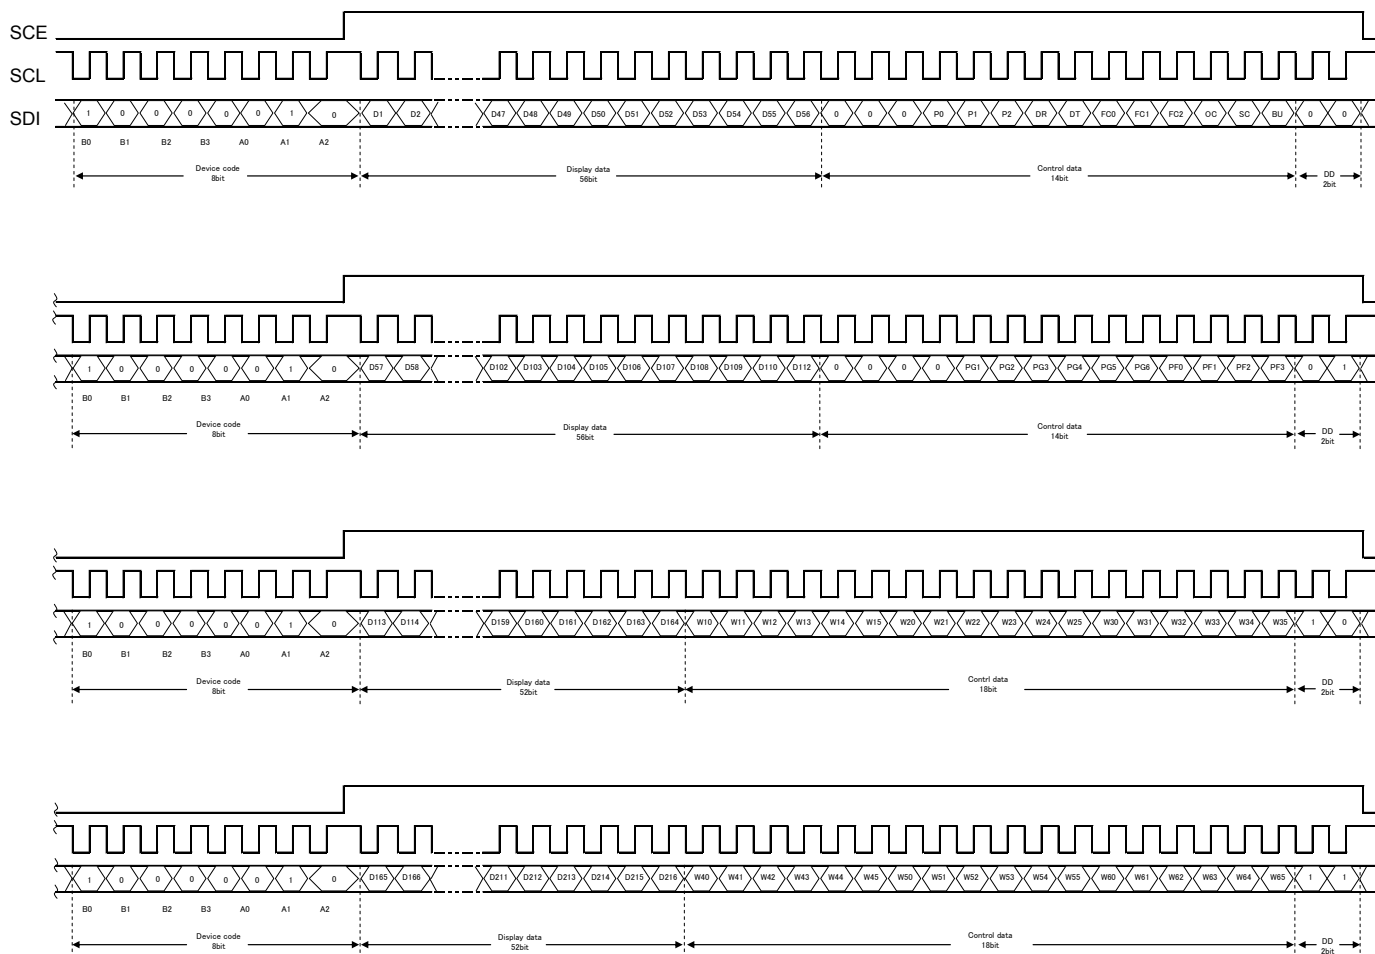 SCE
SCL
SDI
1 0 0 0 0 0 1 0 D1 D2 D47 D48 D49 D50 D51 D52 D53 D54 D55 D56 0 0 0 P0 P1 P2 DR DT FC0 FC1 FC2 OC SC BU 0 0
B0 B1 B2 B3 A0 A1 A2
Device code Display data Control data DD
8bit 56bit 14bit 2bit
1 0 0 0 0 0 1 0 D57 D58 D102 D103 D104 D105 D106 D107 D108 D109 D110 D112 0 0 0 0 PG1 PG2 PG3 PG4 PG5 PG6 PF0 PF1 PF2 PF3 0 1
B0 B1 B2 B3 A0 A1 A2
Device code Display data Control data DD
8bit 56bit 14bit 2bit
1 0 0 0 0 0 1 0 D113 D114 D159 D160 D161 D162 D163 D164 W10 W11 W12 W13 W14 W15 W20 W21 W22 W23 W24 W25 W30 W31 W32 W33 W34 W35 1 0
B0 B1 B2 B3 A0 A1 A2
Device code Display data Contrl data DD
8bit 52bit 18bit 2bit
1 0 0 0 0 0 1 0 D165 D166 D211 D212 D213 D214 D215 D216 W40 W41 W42 W43 W44 W45 W50 W51 W52 W53 W54 W55 W60 W61 W62 W63 W64 W65 1 1
B0 B1 B2 B3 A0 A1 A2
Device code Display data Control data DD
8bit 52bit 18bit 2bit